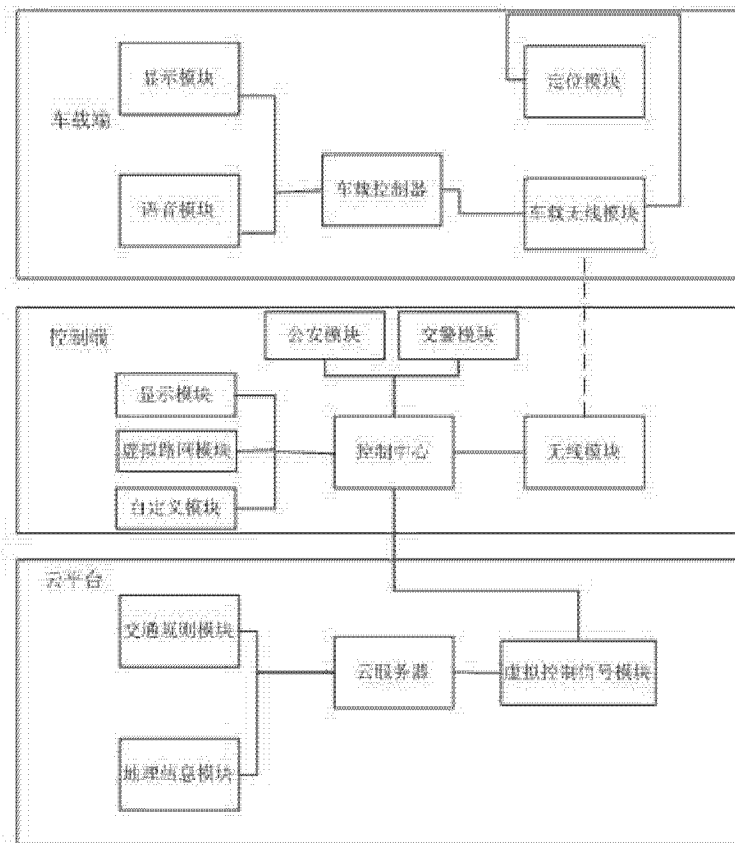 显示模块
定位模块
车载端
车载控制器
语音模块
车载无线模块
控制端
公安模块
交警模块
显示模块
虚拟路网模块
控制中心
无线模块
自定义模块
云平台
交通规则模块
云服务器
虚拟控制信号模块
地理信息模块